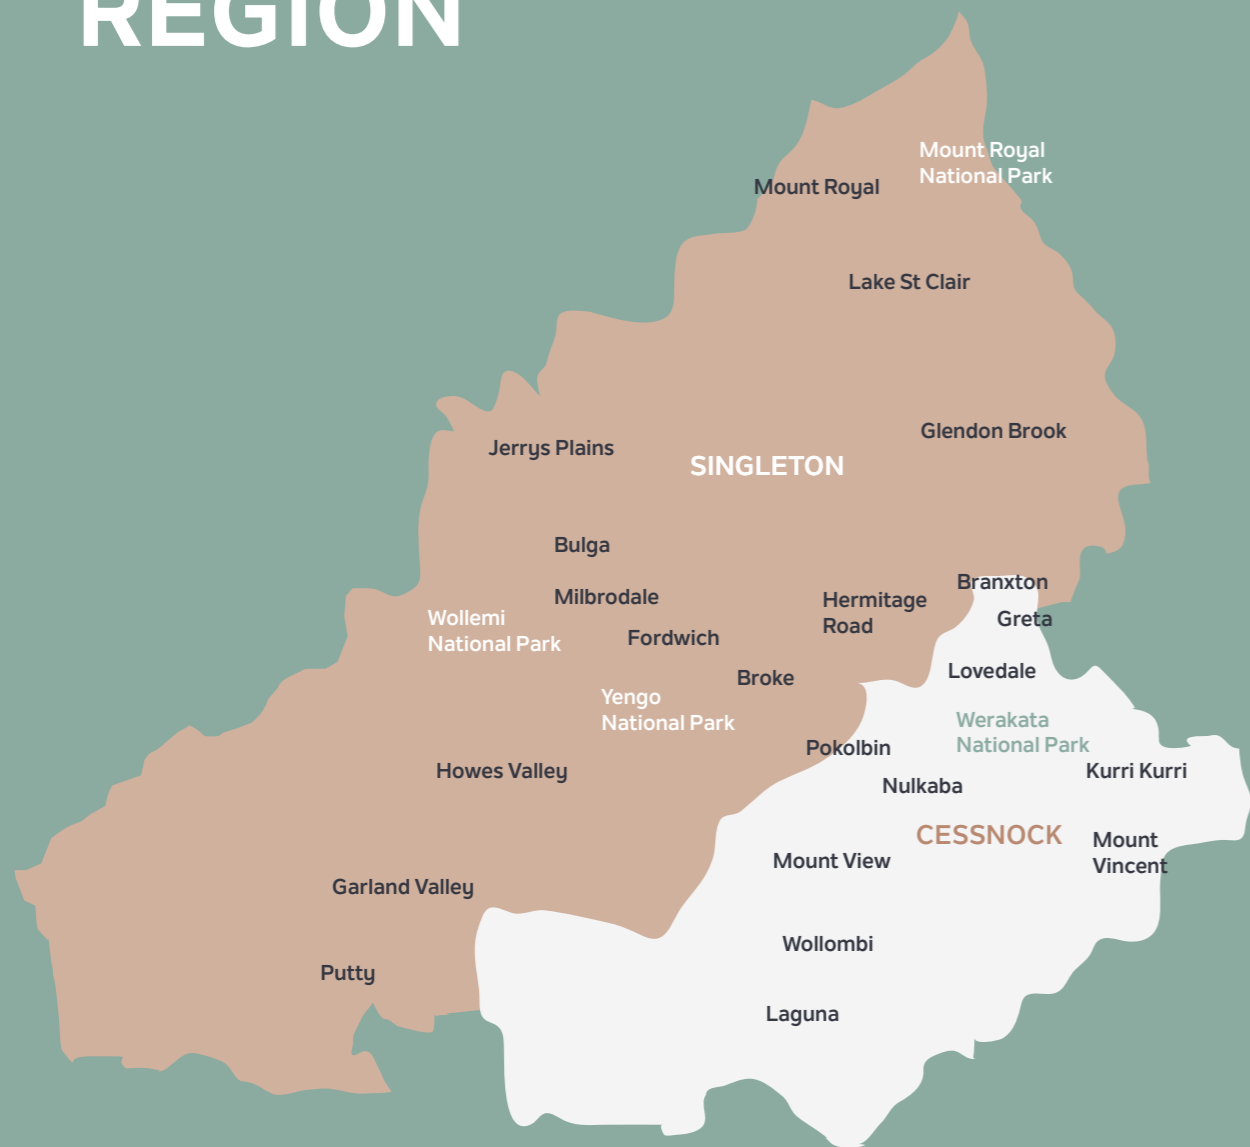 REGION
Mount Royal
National Park
Mount Royal
Lake St Clair
Glendon Brook
Jerrys Plains
SINGLETON
Bulga
Branxton
Milbrodale
Hermitage
Road
Wollemi
National Park
Greta
Fordwich
Lovedale
Broke
Yengo
National Park
Werakata
National Park
Pokolbin
Howes Valley
Kurri Kurri
Nulkaba
CESSNOCK
Mount
Vincent
Mount View
Garland Valley
Wollombi
Putty
Laguna